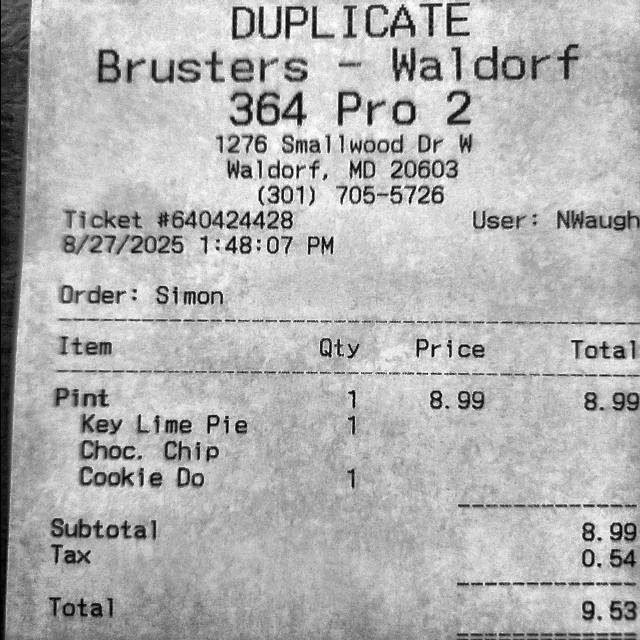 DUPLICATE
Brusters - Waldorf
364 Pro 2
1276 Smallwood Dr W
Waldorf, MD 20603
(301) 705-5726
Ticket #640424428 User: NWaugh
8/27/2025 1:48:07 PM
Order: Simon
Item Qty Price Total
Pint 1 8.99 8.99
Key Lime Pie 1
Choc. Chip
Cookie Do 1
Subtotal 8.99
Tax 0.54
Total 9.53